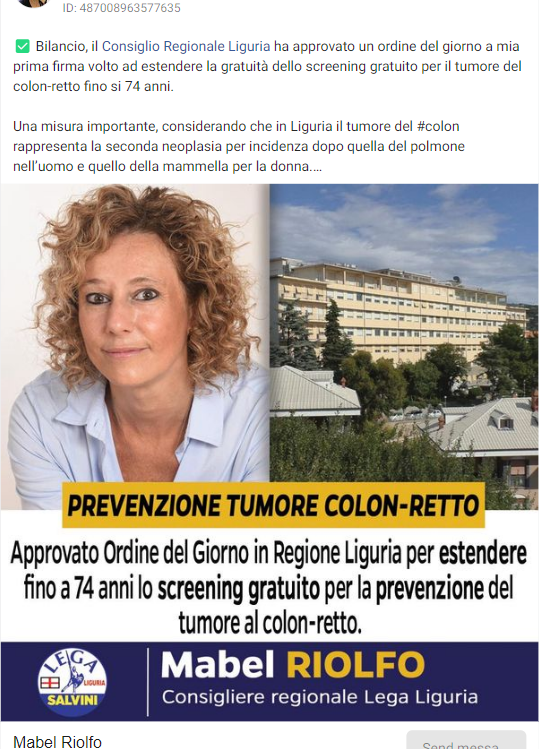 ID: 487008963577635
✅ Bilancio, il Consiglio Regionale Liguria ha approvato un ordine del giorno a mia
prima firma volto ad estendere la gratuità dello screening gratuito per il tumore del
colon-retto fino si 74 anni.
Una misura importante, considerando che in Liguria il tumore del #colon
rappresenta la seconda neoplasia per incidenza dopo quella del polmone
nell'uomo e quello della mammella per la donna....
PREVENZIONE TUMORE COLON-RETTO
Approvato Ordine del Giorno in Regione Liguria per estendere
fino a 74 anni lo screening gratuito per la prevenzione del
tumore al colon-retto.
LEGA
LIGURIA
SALVINI
Mabel RIOLFO
Consigliere regionale Lega Liguria
Mabel Riolfo
Send messa...